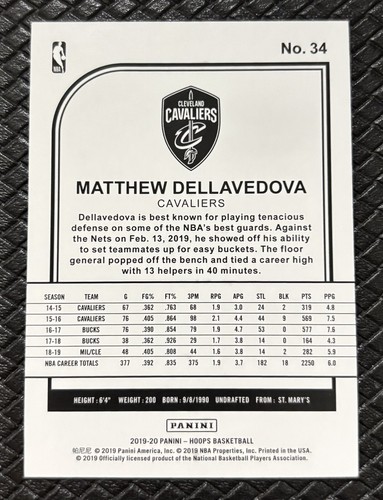 No. 34
NBA
CLEVELAND
CAVALIERS
MATTHEW DELLAVEDOVA
CAVALIERS
Dellavedova is best known for playing tenacious
defense on some of the NBA's best guards. Against
the Nets on Feb. 13, 2019, he showed off his ability
to set teammates up for easy buckets. The floor
general popped off the bench and tied a career high
with 13 helpers in 40 minutes.
SEASON TEAM G FG% FT% 3PM RPG APG STL BLK PTS PPG
14-15 CAVALIERS 67 .362 .763 68 1.9 3.0 24 2 319 4.8
15-16 CAVALIERS 76 .405 .864 98 2.1 4.4 44 9 569 7.5
16-17 BUCKS 76 .390 .854 79 1.9 4.7 53 0 577 7.6
17-18 BUCKS 38 .362 .926 29 1.7 3.8 14 0 164 4.3
18-19 MIL/CLE 48 .405 .808 44 1.6 3.8 14 2 282 5.9
NBA CAREER TOTALS 377 .392 .835 375 1.9 3.7 182 18 2250 6.0
HEIGHT: 6'4" WEIGHT: 200 BORN: 9/8/1990 UNDRAFTED FROM: ST. MARY'S
PANINI
2019-20 PANINI – HOOPS BASKETBALL
帕尼尼 © 2019 Panini America, Inc. © 2019 NBA Properties, Inc. Printed in the USA.
© 2019 Officially licensed product of the National Basketball Players Association.